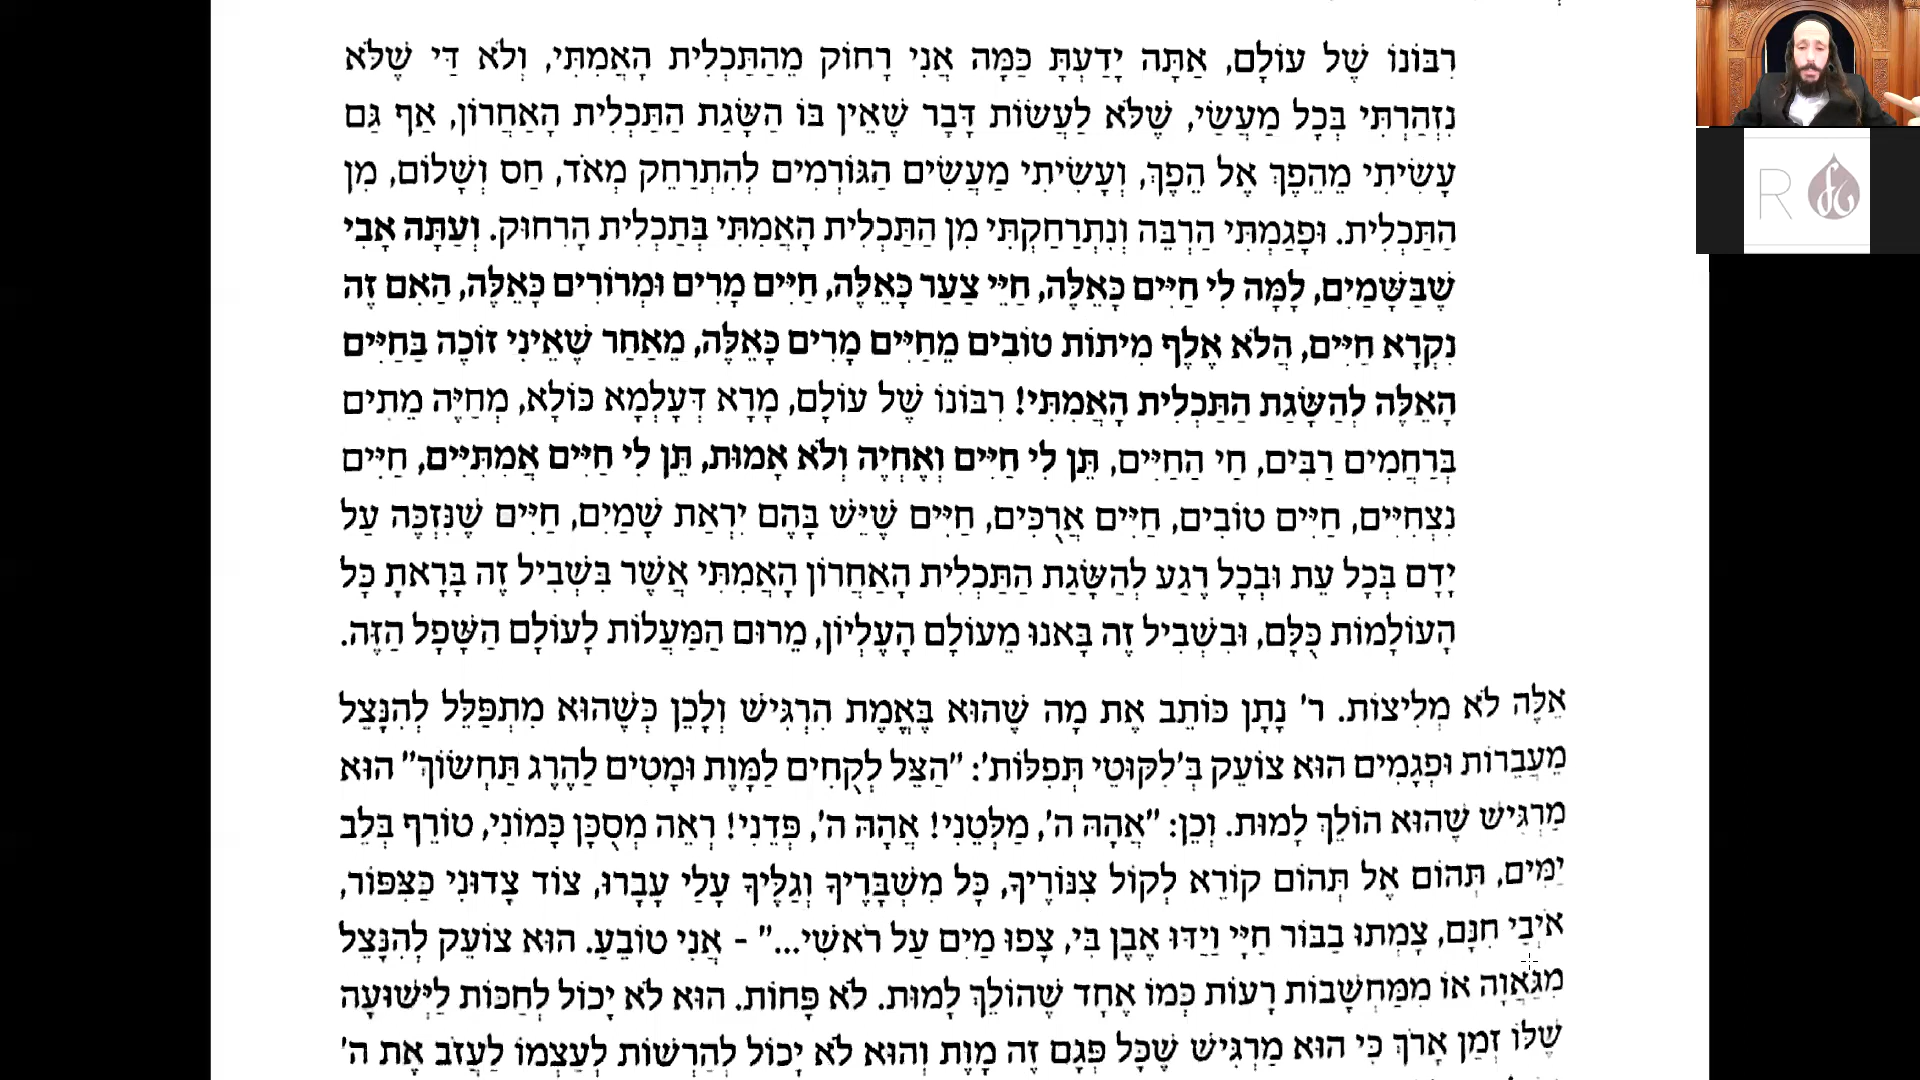 רִבּוֹנוֹ שֶׁל עוֹלָם, אַתָּה יָדַעְתָּ כַּמָּה אֲנִי רָחוֹק מֵהַתַּכְלִית הָאֲמִתִּי, וְלֹא דַּי שֶׁלֹּא
נִזְהַרְתִּי בְּכָל מַעֲשַׂי, שֶׁלֹּא לַעֲשׂוֹת דָּבָר שֶׁאֵין בּוֹ הַשָּׂגַת הַתַּכְלִית הָאַחֲרוֹן, אַף גַּם
עָשִׂיתִי מֵהֵפֶךְ אֶל הֵפֶךְ, וְעָשִׂיתִי מַעֲשִׂים הַגּוֹרְמִים לְהִתְרַחֵק מְאֹד, חַס וְשָׁלוֹם, מִן
הַתַּכְלִית. וּפָגַמְתִּי הַרְבֵּה וְנִתְרַחַקְתִּי מִן הַתַּכְלִית הָאֲמִתִּי בְּתַכְלִית הָרִחוּק. וְעַתָּה אָבִי
שֶׁבַּשָּׁמַיִם, לָמָּה לִי חַיִּים כָּאֵלֶּה, חַיֵּי צַעַר כָּאֵלֶּה, חַיִּים מָרִים וּמְרוֹרִים כָּאֵלֶּה, הַאִם זֶה
נִקְרָא חַיִּים, הֲלֹא אֶלֶף מִיתוֹת טוֹבִים מֵחַיִּים מָרִים כָּאֵלֶּה, מֵאַחַר שֶׁאֵינִי זוֹכֶה בַּחַיִּים
הָאֵלֶּה לְהַשָּׂגַת הַתַּכְלִית הָאֲמִתִּי! רִבּוֹנוֹ שֶׁל עוֹלָם, מָרָא דְּעָלְמָא כּוֹלָא, מְחַיֶּה מֵתִים
בְּרַחֲמִים רַבִּים, חַי הַחַיִּים, תֵּן לִי חַיִּים וְאֶחְיֶה וְלֹא אָמוּת, תֵּן לִי חַיִּים אֲמִתִּיִּים, חַיִּים
נִצְחִיִּים, חַיִּים טוֹבִים, חַיִּים אֲרֻכִּים, חַיִּים שֶׁיֵּשׁ בָּהֶם יִרְאַת שָׁמַיִם, חַיִּים שֶׁנִּזְכֶּה עַל
יָדָם בְּכָל עֵת וּבְכָל רֶגַע לְהַשָּׂגַת הַתַּכְלִית הָאַחֲרוֹן הָאֲמִתִּי אֲשֶׁר בִּשְׁבִיל זֶה בָּרָאתָ כָּל
הָעוֹלָמוֹת כֻּלָּם, וּבִשְׁבִיל זֶה בָּאנוּ מֵעוֹלָם הָעֶלְיוֹן, מֵרוּם הַמַּעֲלוֹת לָעוֹלָם הַשָּׁפָל הַזֶּה.
אֵלֶּה לֹא מְלִיצוֹת. ר' נָתָן כּוֹתֵב אֶת מָה שֶׁהוּא בֶּאֱמֶת הִרְגִּישׁ וְלָכֵן כְּשֶׁהוּא מִתְפַּלֵּל לְהִנָּצֵל
מֵעֲבֵרוֹת וּפְגָמִים הוּא צוֹעֵק בְּ'לִקּוּטֵי תְּפִלּוֹת': "הַצֵּל לְקֻחִים לַמָּוֶת וּמָטִים לַהֶרֶג תַּחְשׂוֹךְ" הוּא
מַרְגִּישׁ שֶׁהוּא הוֹלֵךְ לָמוּת. וְכֵן: "אֲהָהּ ה', מַלְּטֵנִי! אֲהָהּ ה', פְּדֵנִי! רְאֵה מְסֻכָּן כָּמוֹנִי, טוֹרֵף בְּלֵב
יַמִּים, תְּהוֹם אֶל תְּהוֹם קוֹרֵא לְקוֹל צִנּוֹרֶיךָ, כָּל מִשְׁבָּרֶיךָ וְגַלֶּיךָ עָלַי עָבָרוּ, צוֹד צָדוּנִי כַּצִּפּוֹר,
אֹיְבַי חִנָּם, צָמְתוּ בַבּוֹר חַיָּי וַיַּדּוּ אֶבֶן בִּי, צָפוּ מַיִם עַל רֹאשִׁי..." - אֲנִי טוֹבֵעַ. הוּא צוֹעֵק לְהִנָּצֵל
מִגַּאֲוָה אוֹ מִמַּחְשָׁבוֹת רָעוֹת כְּמוֹ אֶחָד שֶׁהוֹלֵךְ לָמוּת. לֹא פָּחוֹת. הוּא לֹא יָכוֹל לְחַכּוֹת לַיְּשׁוּעָה
שֶׁלּוֹ זְמַן אָרֹךְ כִּי הוּא מַרְגִּישׁ שֶׁכָּל פְּגָם זֶה מָוֶת וְהוּא לֹא יָכוֹל לְהַרְשׁוֹת לְעַצְמוֹ לַעֲזֹב אֶת ה'
R